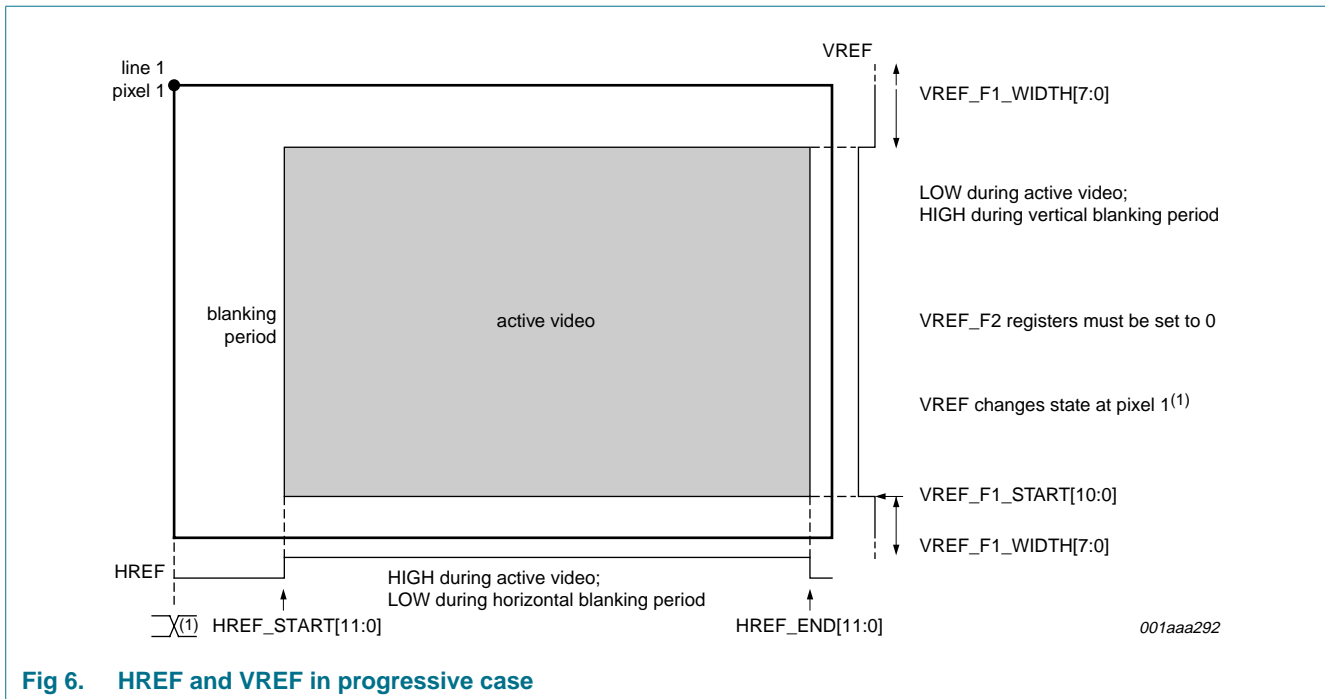 VREF
line 1
pixel 1
VREF_F1_WIDTH[7:0]
LOW during active video;
HIGH during vertical blanking period
blanking
period
active video
VREF_F2 registers must be set to 0
VREF changes state at pixel 1(1)
VREF_F1_START[10:0]
VREF_F1_WIDTH[7:0]
HREF
HIGH during active video;
LOW during horizontal blanking period
(1) HREF_START[11:0]
HREF_END[11:0]
001aaa292
Fig 6. HREF and VREF in progressive case